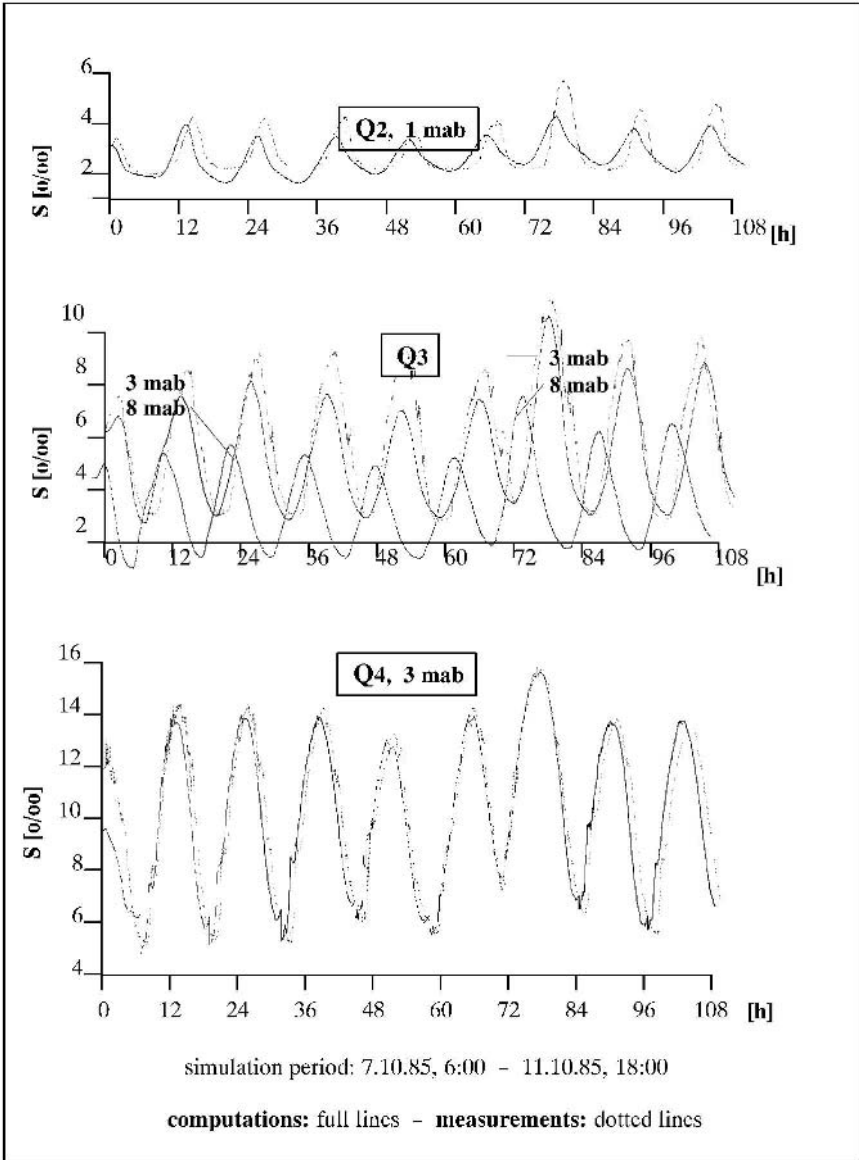 6
4
2
S [o/oo]
Q2, 1 mab
0 12 24 36 48 60 72 84 96 108 [h]
10
8
6
4
2
S [o/oo]
Q3
3 mab
8 mab
3 mab
8 mab
0 12 24 36 48 60 72 84 96 108
[h]
16
14
12
10
8
6
4
S [o/oo]
Q4, 3 mab
0 12 24 36 48 60 72 84 96 108 [h]
simulation period: 7.10.85, 6:00 – 11.10.85, 18:00
computations: full lines – measurements: dotted lines